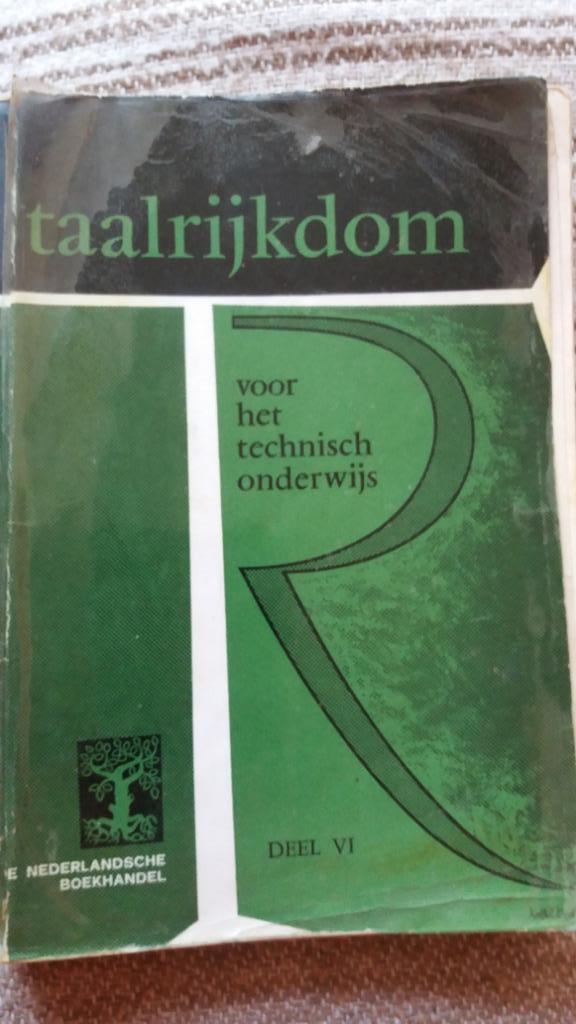 taalrijkdom
voor
het
technisch
onderwijs
DEEL VI
NEDERLANDSCHE
BOEKHANDEL